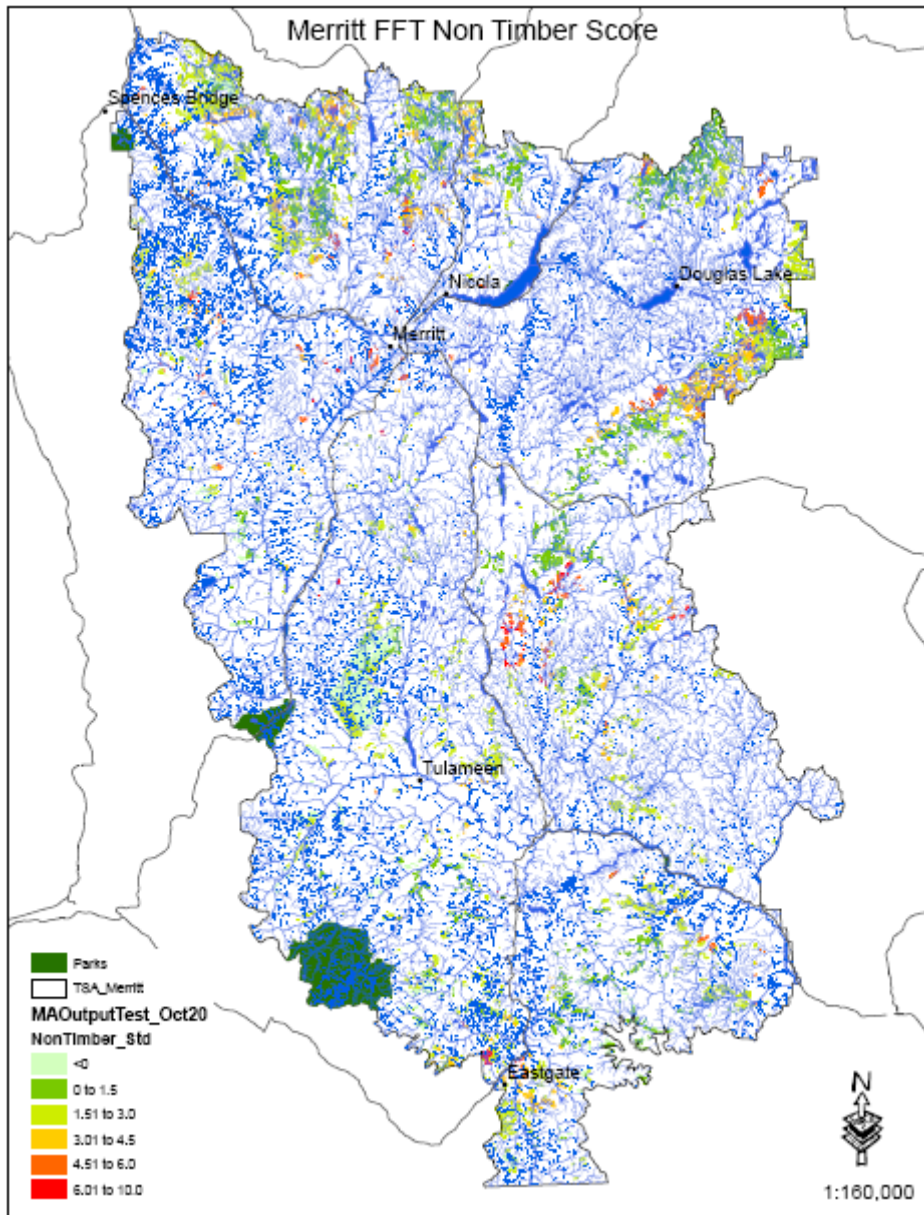 Merritt FFT Non Timber Score
Spences Bridge
Nicola
Douglas Lake
Merritt
Tulameen
Eastgate
Parks
TSA_Merritt
MAOutputTest_Oct20
NonTimber_Std
<0
0 to 1.5
1.51 to 3.0
3.01 to 4.5
4.51 to 6.0
6.01 to 10.0
N
1:160,000